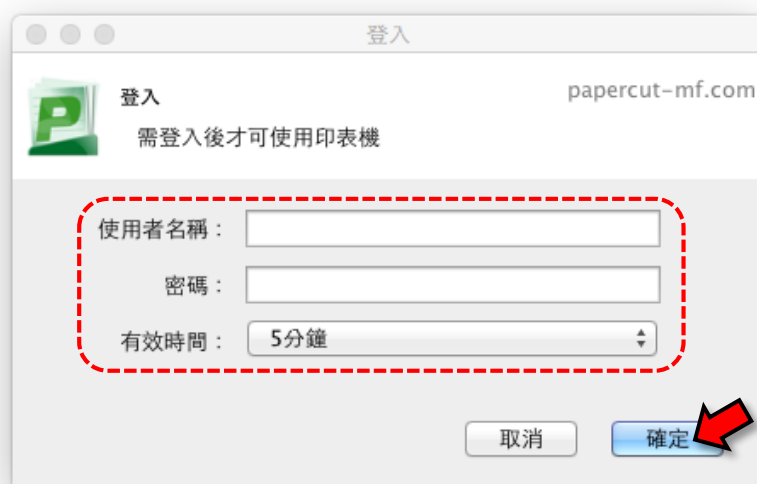 登入
papercut-mf.com
登入
需登入後才可使用印表機
使用者名稱：
密碼：
有效時間： 5分鐘
取消 確定